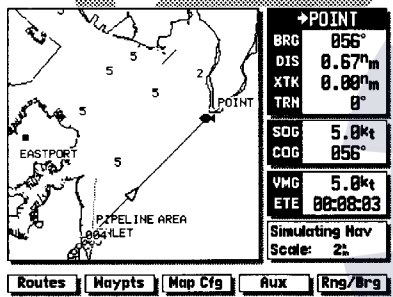 →POINT
BRG 056°
DIS 0.67nm
XTK 0.00nm
TRN 0°
SOG 5.0kt
COG 056°
VMG 5.0kt
ETE 00:08:03
Simulating Nav
Scale: 2
5
5
2
5
5
5
POINT
EASTPORT
PIPELINE AREA
004 LET
Routes
Waypts
Map Cfg
Aux
Rng/Brg